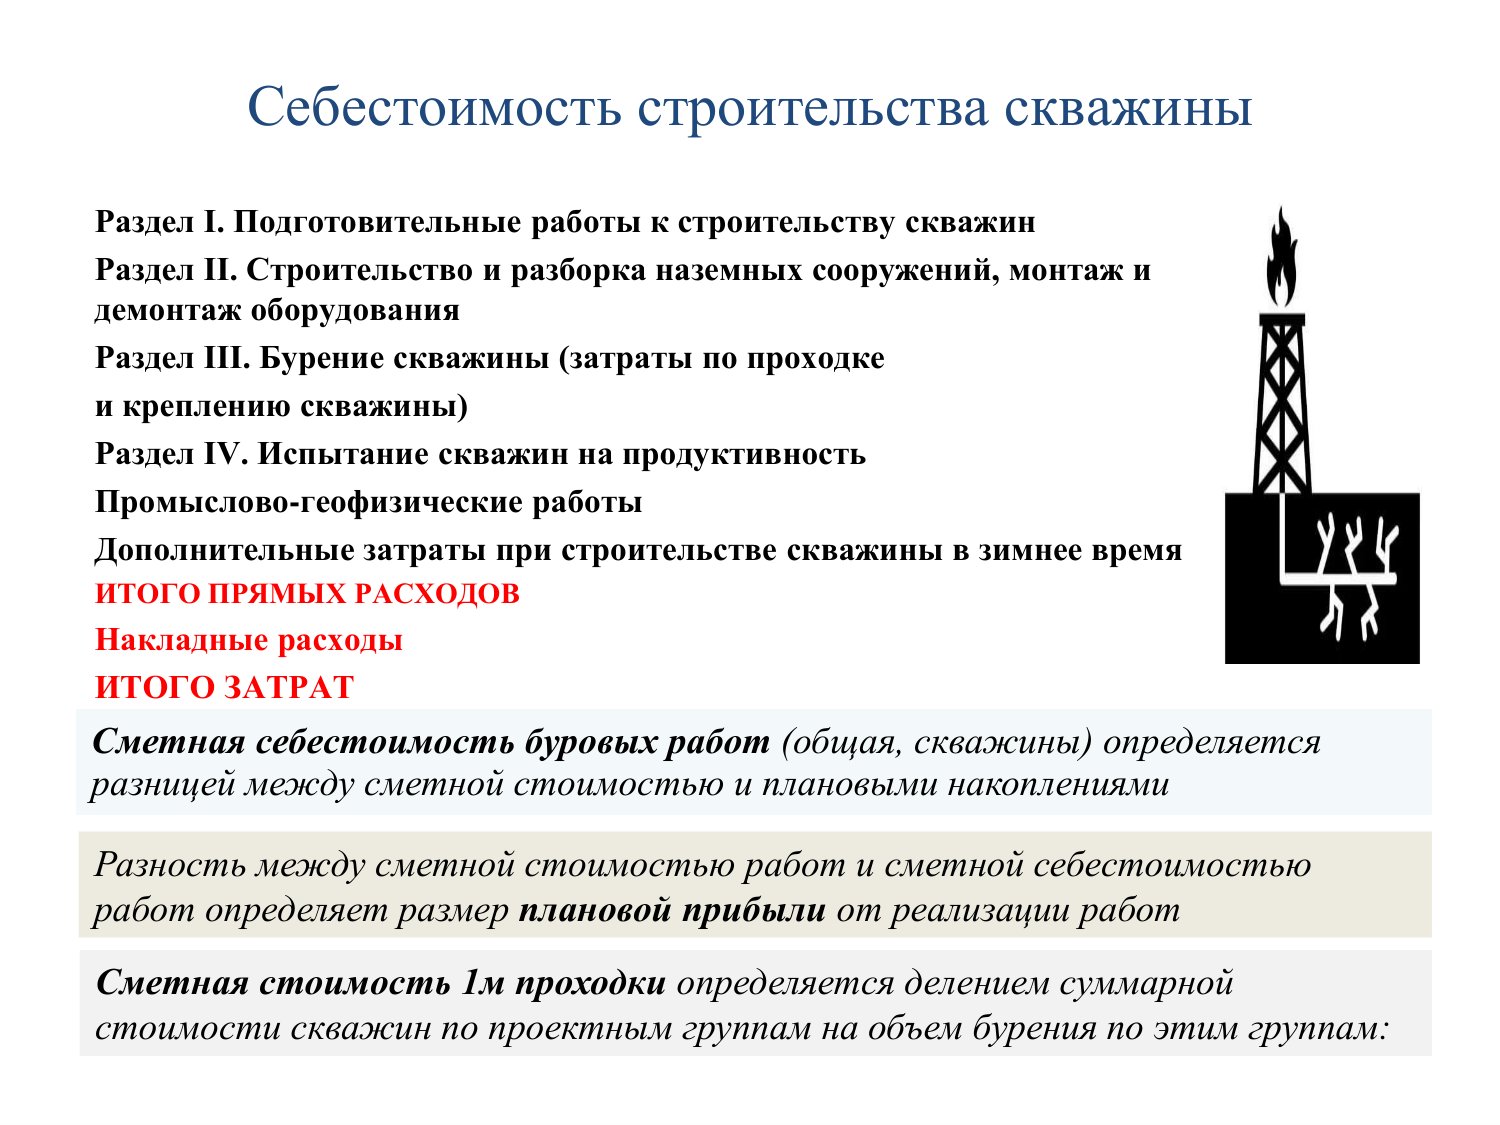 Себестоимость строительства скважины
Раздел I. Подготовительные работы к строительству скважин
Раздел II. Строительство и разборка наземных сооружений, монтаж и
демонтаж оборудования
Раздел III. Бурение скважины (затраты по проходке
и креплению скважины)
Раздел IV. Испытание скважин на продуктивность
Промыслово-геофизические работы
Дополнительные затраты при строительстве скважины в зимнее время
ИТОГО ПРЯМЫХ РАСХОДОВ
Накладные расходы
ИТОГО ЗАТРАТ
Сметная себестоимость буровых работ (общая, скважины) определяется
разницей между сметной стоимостью и плановыми накоплениями
Разность между сметной стоимостью работ и сметной себестоимостью
работ определяет размер плановой прибыли от реализации работ
Сметная стоимость 1м проходки определяется делением суммарной
стоимости скважин по проектным группам на объем бурения по этим группам: